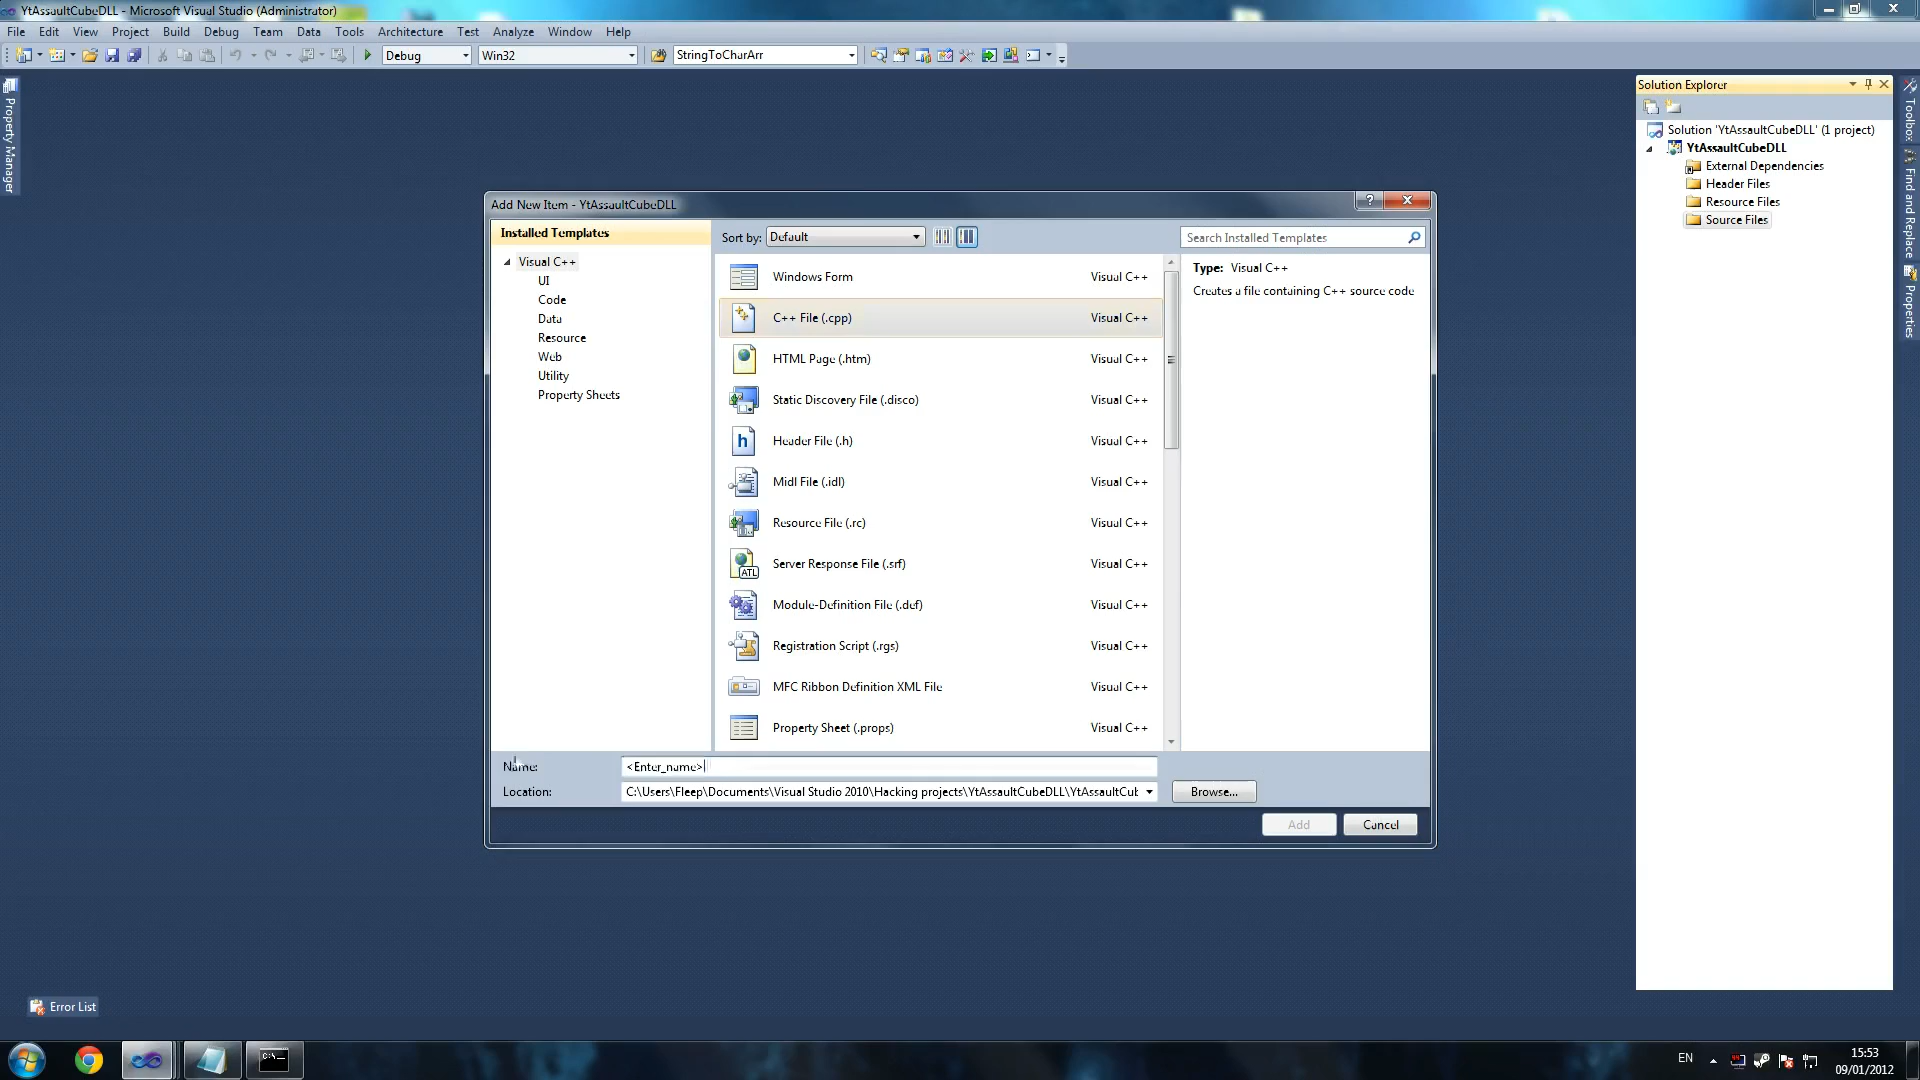 YtAssaultCubeDLL - Microsoft Visual Studio (Administrator)
File Edit View Project Build Debug Team Data Tools Architecture Test Analyze Window Help
Debug Win32 StringToCharArr
Property Manager
Add New Item - YtAssaultCubeDLL
Installed Templates
Visual C++
UI
Code
Data
Resource
Web
Utility
Property Sheets
Sort by: Default
Search Installed Templates
Windows Form Visual C++
C++ File (.cpp) Visual C++
HTML Page (.htm) Visual C++
Static Discovery File (.disco) Visual C++
h Header File (.h) Visual C++
Midl File (.idl) Visual C++
Resource File (.rc) Visual C++
ATL Server Response File (.srf) Visual C++
Module-Definition File (.def) Visual C++
Registration Script (.rgs) Visual C++
MFC Ribbon Definition XML File Visual C++
Property Sheet (.props) Visual C++
Type: Visual C++
Creates a file containing C++ source code
Name: <Enter_name>
Location: C:\Users\Fleep\Documents\Visual Studio 2010\Hacking projects\YtAssaultCubeDLL\YtAssaultCub Browse...
Add Cancel
Solution Explorer
Solution 'YtAssaultCubeDLL' (1 project)
YtAssaultCubeDLL
External Dependencies
Header Files
Resource Files
Source Files
Toolbox
Find and Replace
Properties
Error List
C:\
EN
15:53
09/01/2012